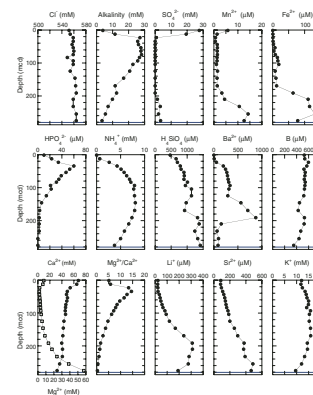 Cl⁻ (mM)
Alkalinity (mM)
SO₄²⁻ (mM)
Mn²⁺ (µM)
Fe²⁺ (µM)
500 540 580
0 10 20 30
0 10 20 30
0 10 20
0 100
Depth (mcd)
0
100
200
HPO₄²⁻ (µM)
NH₄⁺ (mM)
H₄SiO₄ (µM)
Ba²⁺ (µM)
B (µM)
0 40 80
0 5 10
500 1000
0 500 1000
200 400 600
Depth (mcd)
0
100
200
Ca²⁺ (mM)
Mg²⁺/Ca²⁺
Li⁺ (µM)
Sr²⁺ (µM)
K⁺ (mM)
0 10 20 30 40 50 60 70
0 5 10 15 20
0 100 200 300 400
0 200 400 600
5 10 15
Depth (mcd)
0
100
200
0 10 20 30 40 50 60
Mg²⁺ (mM)